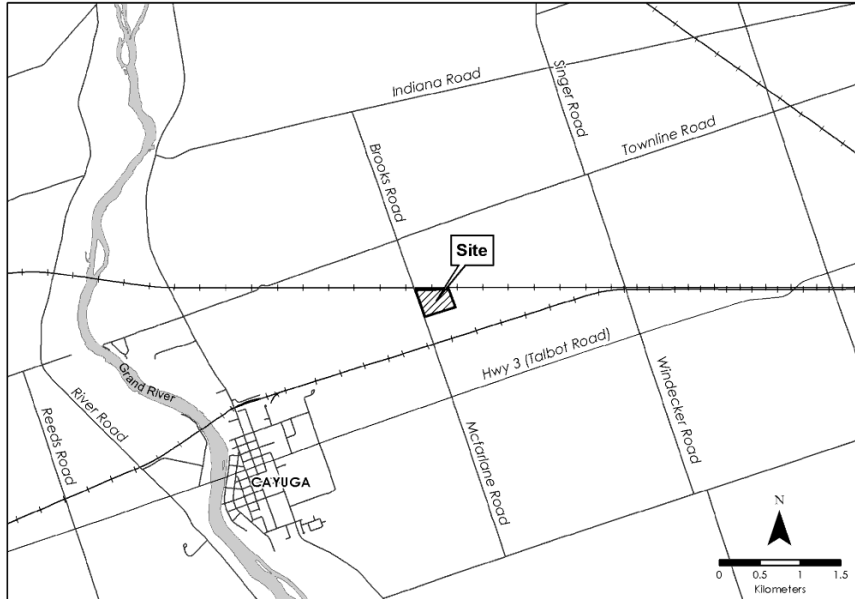 Indiana Road
Singer Road
Townline Road
Brooks Road
Site
Hwy 3 (Talbot Road)
Grand River
River Road
Reeds Road
Windecker Road
Mcfarlane Road
CAYUGA
N
0 0.5 1 1.5
Kilometers